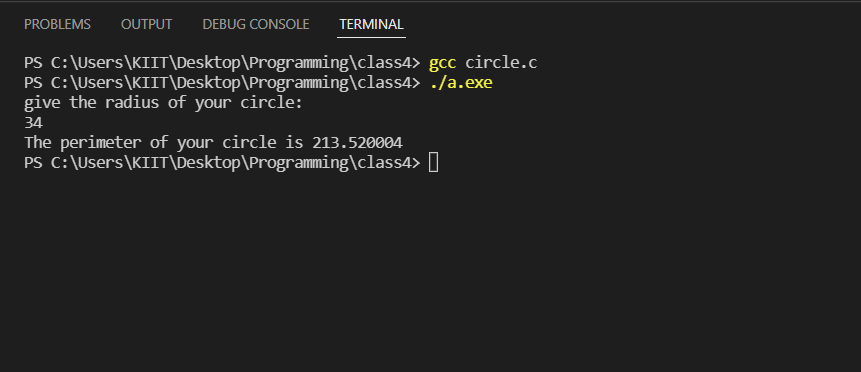 PROBLEMS OUTPUT DEBUG CONSOLE TERMINAL
PS C:\Users\KIIT\Desktop\Programming\class4> gcc circle.c
PS C:\Users\KIIT\Desktop\Programming\class4> ./a.exe
give the radius of your circle:
34
The perimeter of your circle is 213.520004
PS C:\Users\KIIT\Desktop\Programming\class4>